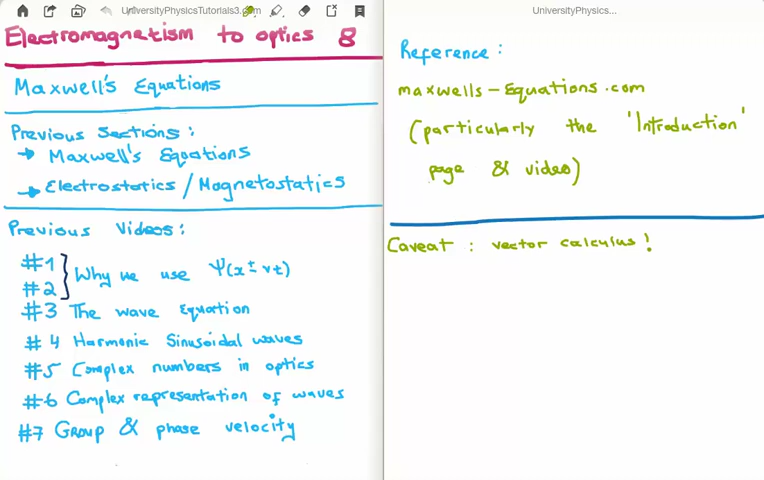 UniversityPhysicsTutorials3.com
Electromagnetism to optics 8
Maxwell's Equations
Previous Sections:
→ Maxwell's Equations
→ Electrostatics / Magnetostatics
Previous Videos:
#1
#2 } Why we use Ψ(x ± vt)
#3 The wave Equation
#4 Harmonic Sinusoidal waves
#5 Complex numbers in optics
#6 Complex representation of waves
#7 Group & phase velocity
UniversityPhysics...
Reference:
maxwells-Equations.com
(particularly the 'Introduction'
page & video)
Caveat: vector calculus!